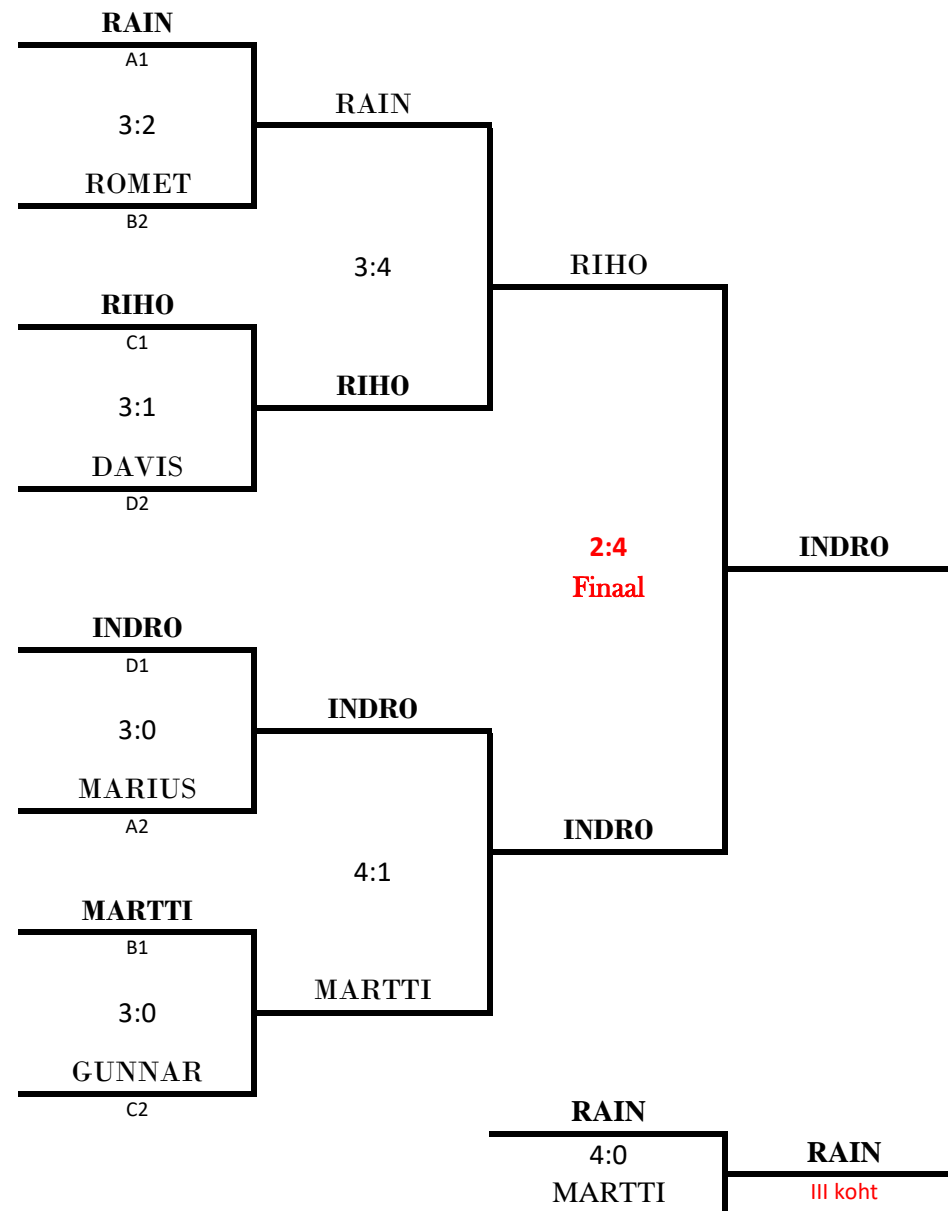 RAIN
A1
3:2
RAIN
ROMET
B2
3:4
RIHO
RIHO
C1
3:1
RIHO
DAVIS
D2
2:4
Finaal
INDRO
INDRO
D1
3:0
INDRO
MARIUS
A2
4:1
INDRO
MARTTI
B1
3:0
MARTTI
GUNNAR
C2
RAIN
4:0
MARTTI
RAIN
III koht